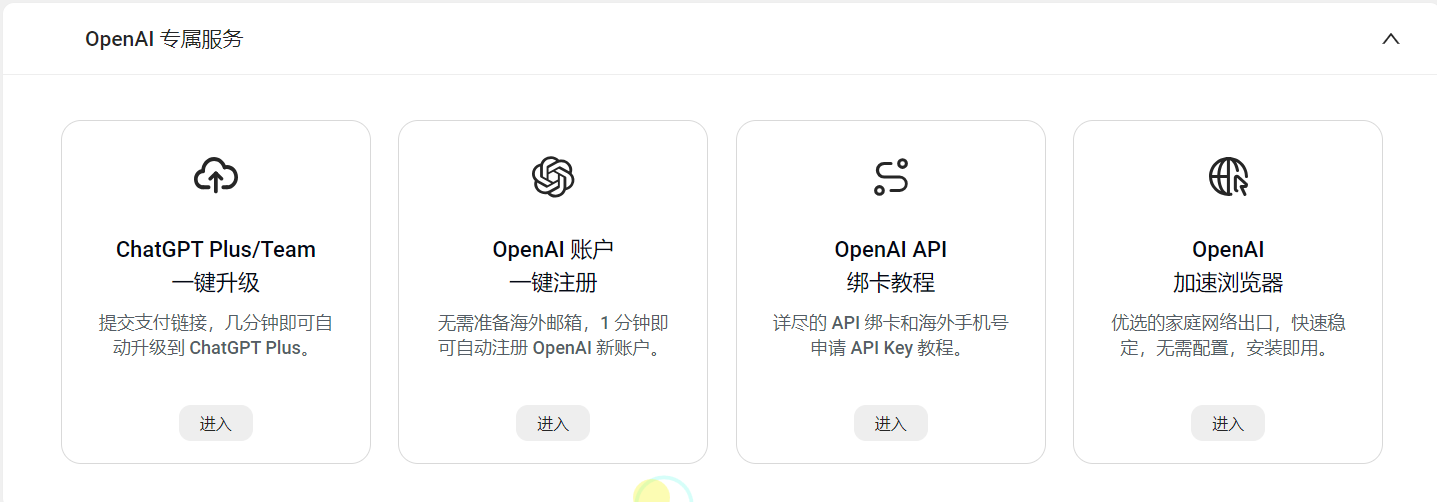 OpenAI 专属服务
ChatGPT Plus/Team
一键升级
提交支付链接，几分钟即可自
动升级到 ChatGPT Plus。
进入
OpenAI 账户
一键注册
无需准备海外邮箱，1 分钟即
可自动注册 OpenAI 新账户。
进入
OpenAI API
绑卡教程
详尽的 API 绑卡和海外手机号
申请 API Key 教程。
进入
OpenAI
加速浏览器
优选的家庭网络出口，快速稳
定，无需配置，安装即用。
进入